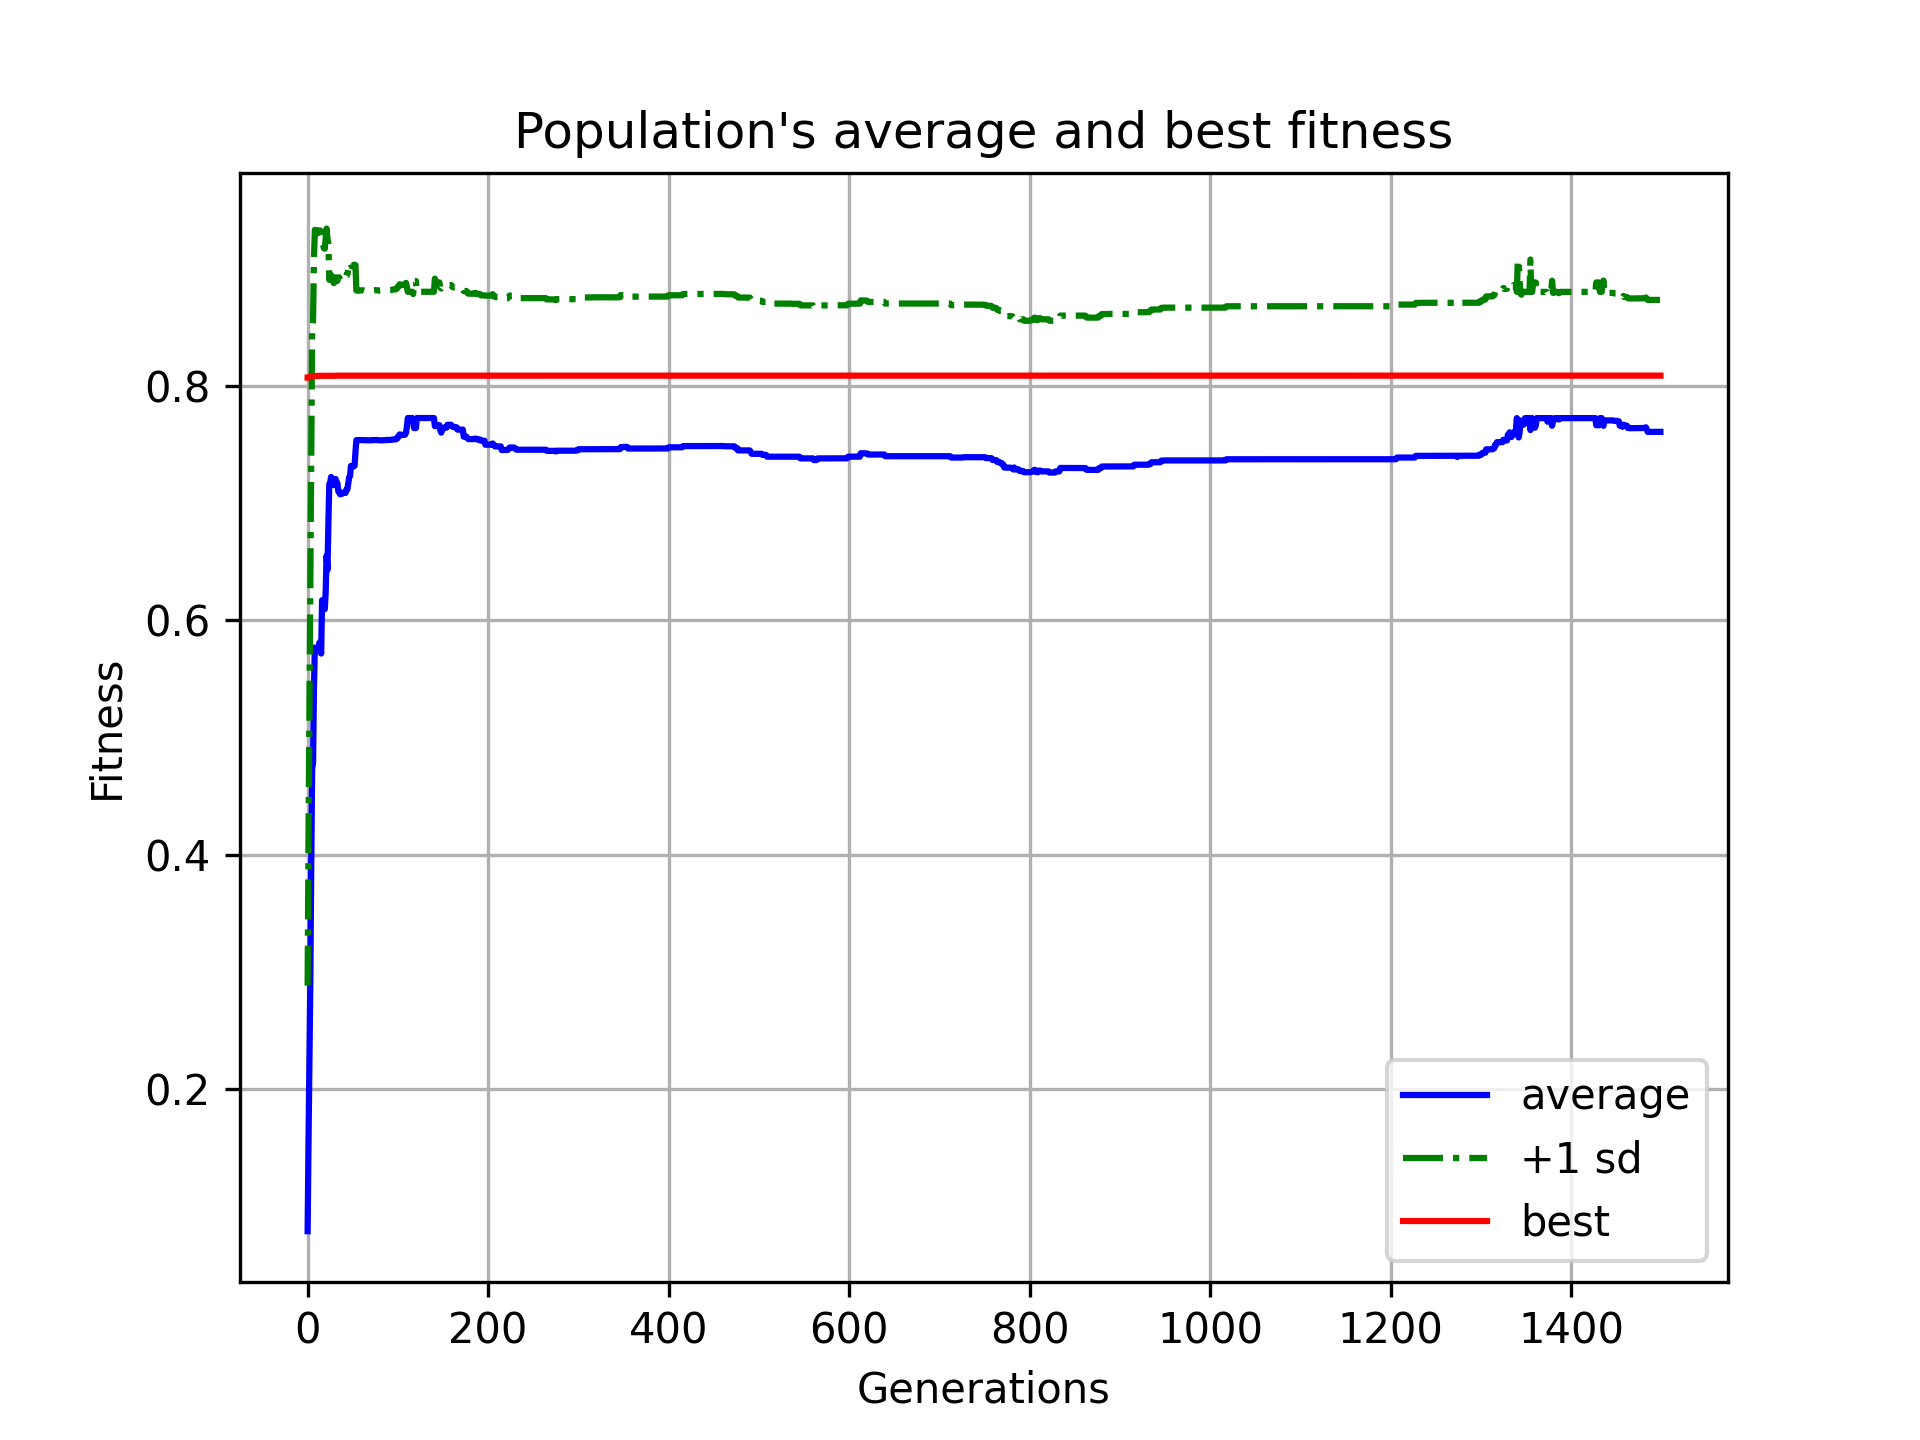 Population's average and best fitness
Fitness
0.8
0.6
0.4
0.2
0 200 400 600 800 1000 1200 1400
Generations
average
+1 sd
best